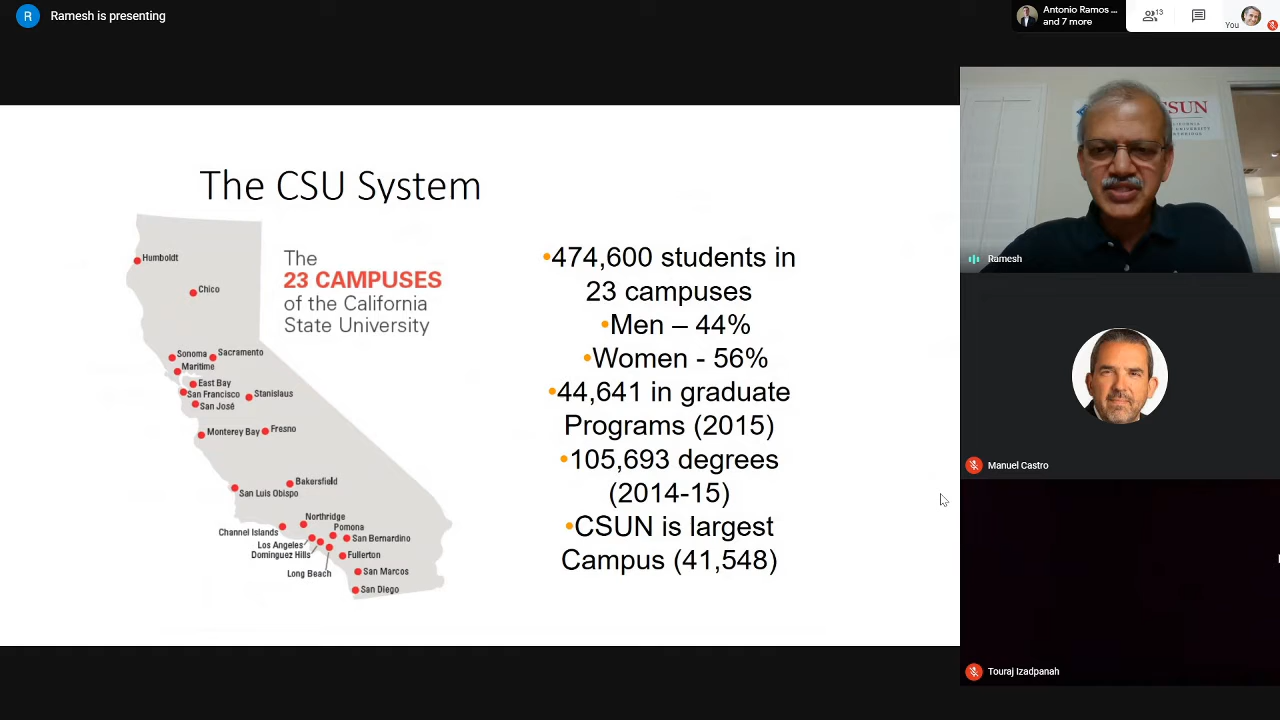 R
Ramesh is presenting
Antonio Ramos ...
and 7 more
13
You
The CSU System
The
23 CAMPUSES
of the California
State University
Humboldt
Chico
Sonoma
Sacramento
Maritime
East Bay
San Francisco
Stanislaus
San José
Monterey Bay
Fresno
Bakersfield
San Luis Obispo
Northridge
Channel Islands
Pomona
Los Angeles
San Bernardino
Dominguez Hills
Fullerton
Long Beach
San Marcos
San Diego
•474,600 students in
23 campuses
•Men – 44%
•Women - 56%
•44,641 in graduate
Programs (2015)
•105,693 degrees
(2014-15)
•CSUN is largest
Campus (41,548)
SUN
Ramesh
Manuel Castro
Touraj Izadpanah